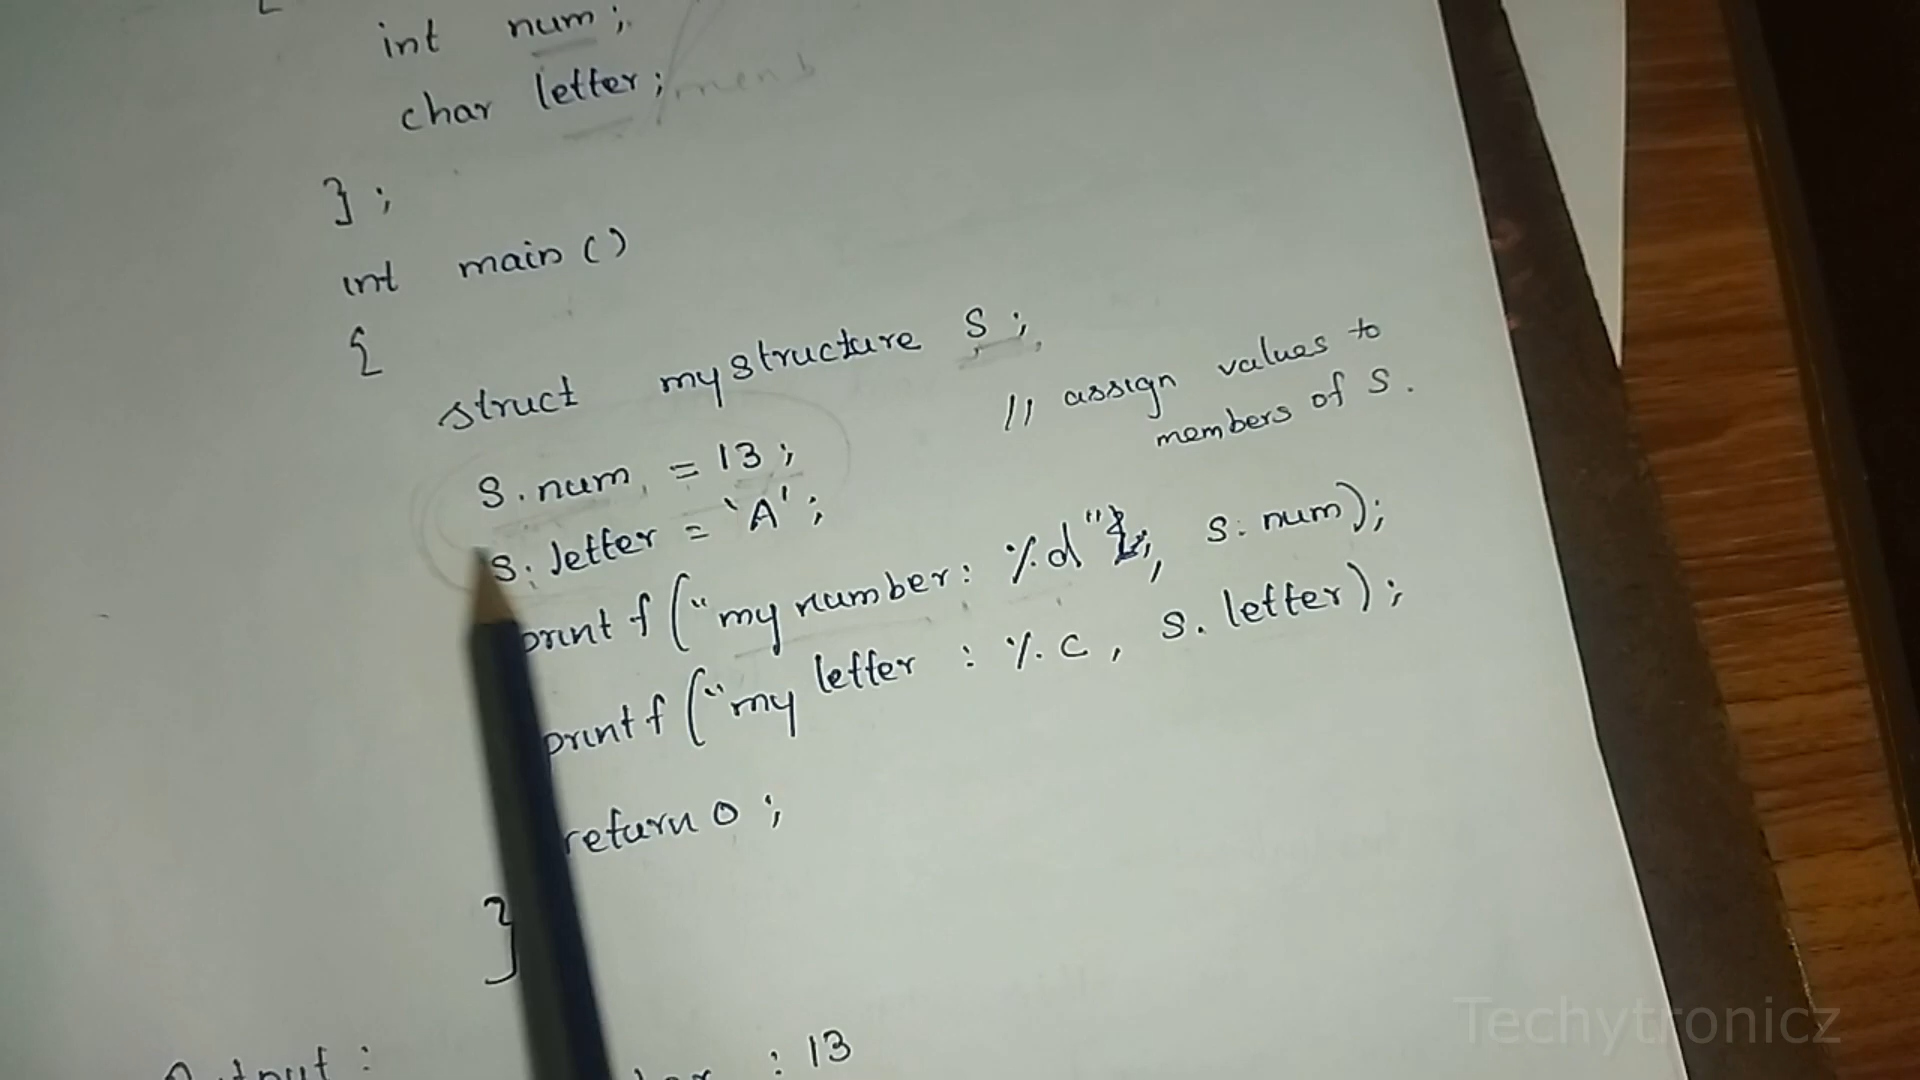 int num;
char letter;
};
int main()
{
struct mystructure s;
s.num = 13; // assign values to
members of s.
s.letter = 'A';
printf("my number: %d", s.num);
printf("my letter : %c, s.letter);
return 0;
}
Output : : 13
Techytronicz